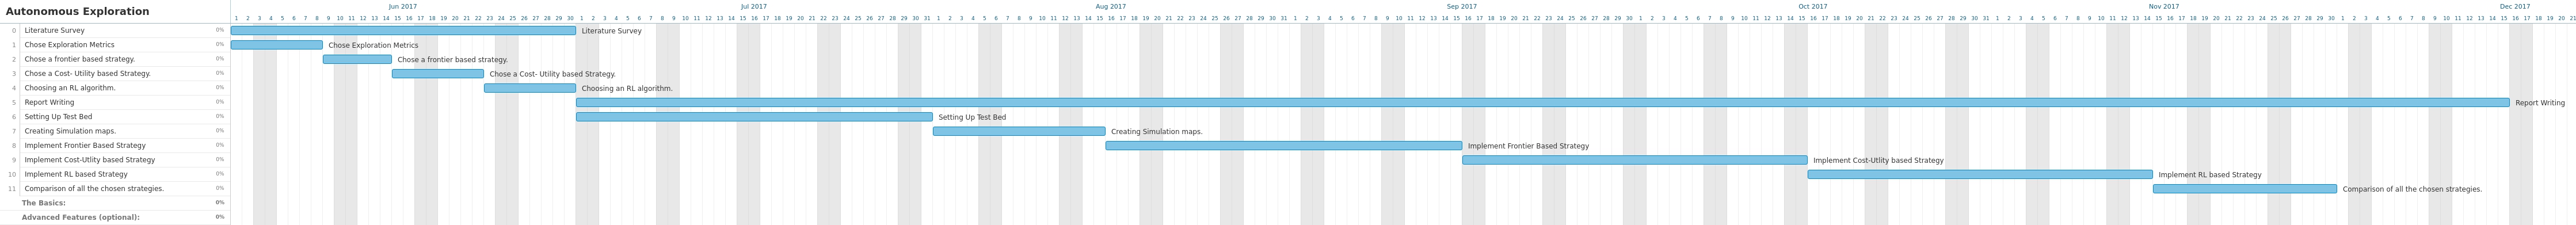 Autonomous Exploration
Jun 2017 Jul 2017 Aug 2017 Sep 2017 Oct 2017 Nov 2017 Dec 2017
1 2 3 4 5 6 7 8 9 10 11 12 13 14 15 16 17 18 19 20 21 22 23 24 25 26 27 28 29 30 1 2 3 4 5 6 7 8 9 10 11 12 13 14 15 16 17 18 19 20 21 22 23 24 25 26 27 28 29 30 31 1 2 3 4 5 6 7 8 9 10 11 12 13 14 15 16 17 18 19 20 21 22 23 24 25 26 27 28 29 30 31 1 2 3 4 5 6 7 8 9 10 11 12 13 14 15 16 17 18 19 20 21 22 23 24 25 26 27 28 29 30 1 2 3 4 5 6 7 8 9 10 11 12 13 14 15 16 17 18 19 20 21 22 23 24 25 26 27 28 29 30 31 1 2 3 4 5 6 7 8 9 10 11 12 13 14 15 16 17 18 19 20 21 22 23 24 25 26 27 28 29 30 1 2 3 4 5 6 7 8 9 10 11 12 13 14 15 16 17 18 19 20 21
0 Literature Survey 0% Literature Survey
1 Chose Exploration Metrics 0% Chose Exploration Metrics
2 Chose a frontier based strategy. 0% Chose a frontier based strategy.
3 Chose a Cost- Utility based Strategy. 0% Chose a Cost- Utility based Strategy.
4 Choosing an RL algorithm. 0% Choosing an RL algorithm.
5 Report Writing 0% Report Writing
6 Setting Up Test Bed 0% Setting Up Test Bed
7 Creating Simulation maps. 0% Creating Simulation maps.
8 Implement Frontier Based Strategy 0% Implement Frontier Based Strategy
9 Implement Cost-Utlity based Strategy 0% Implement Cost-Utlity based Strategy
10 Implement RL based Strategy 0% Implement RL based Strategy
11 Comparison of all the chosen strategies. 0% Comparison of all the chosen strategies.
The Basics: 0%
Advanced Features (optional): 0%